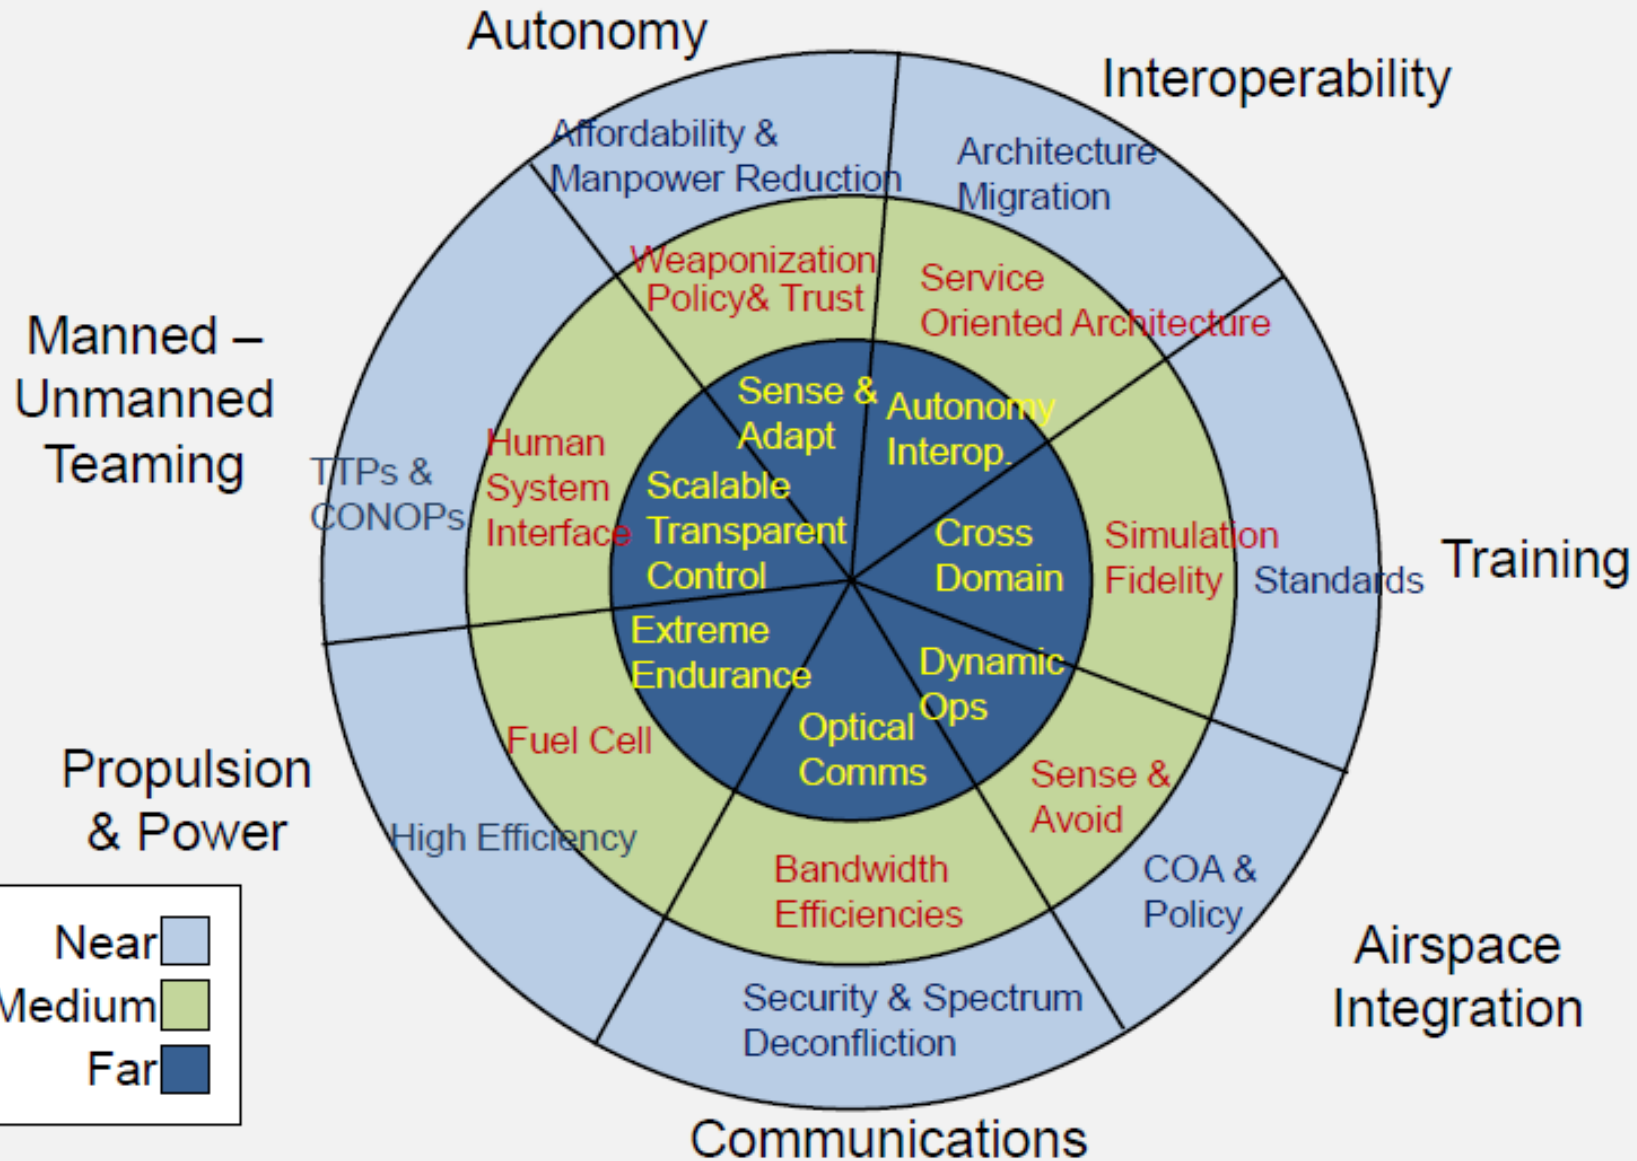 Autonomy
Interoperability
Affordability &
Manpower Reduction
Architecture
Migration
Weaponization
Policy& Trust
Service
Oriented Architecture
Manned –
Unmanned
Teaming
Sense &
Adapt
Autonomy
Interop.
TTPs &
CONOPs
Human
System
Interface
Scalable
Transparent
Control
Cross
Domain
Simulation
Fidelity
Standards
Training
Extreme
Endurance
Dynamic
Ops
Optical
Comms
Fuel Cell
Sense &
Avoid
Propulsion
& Power
High Efficiency
Bandwidth
Efficiencies
COA &
Policy
Airspace
Integration
Security & Spectrum
Deconfliction
Near
Medium
Far
Communications